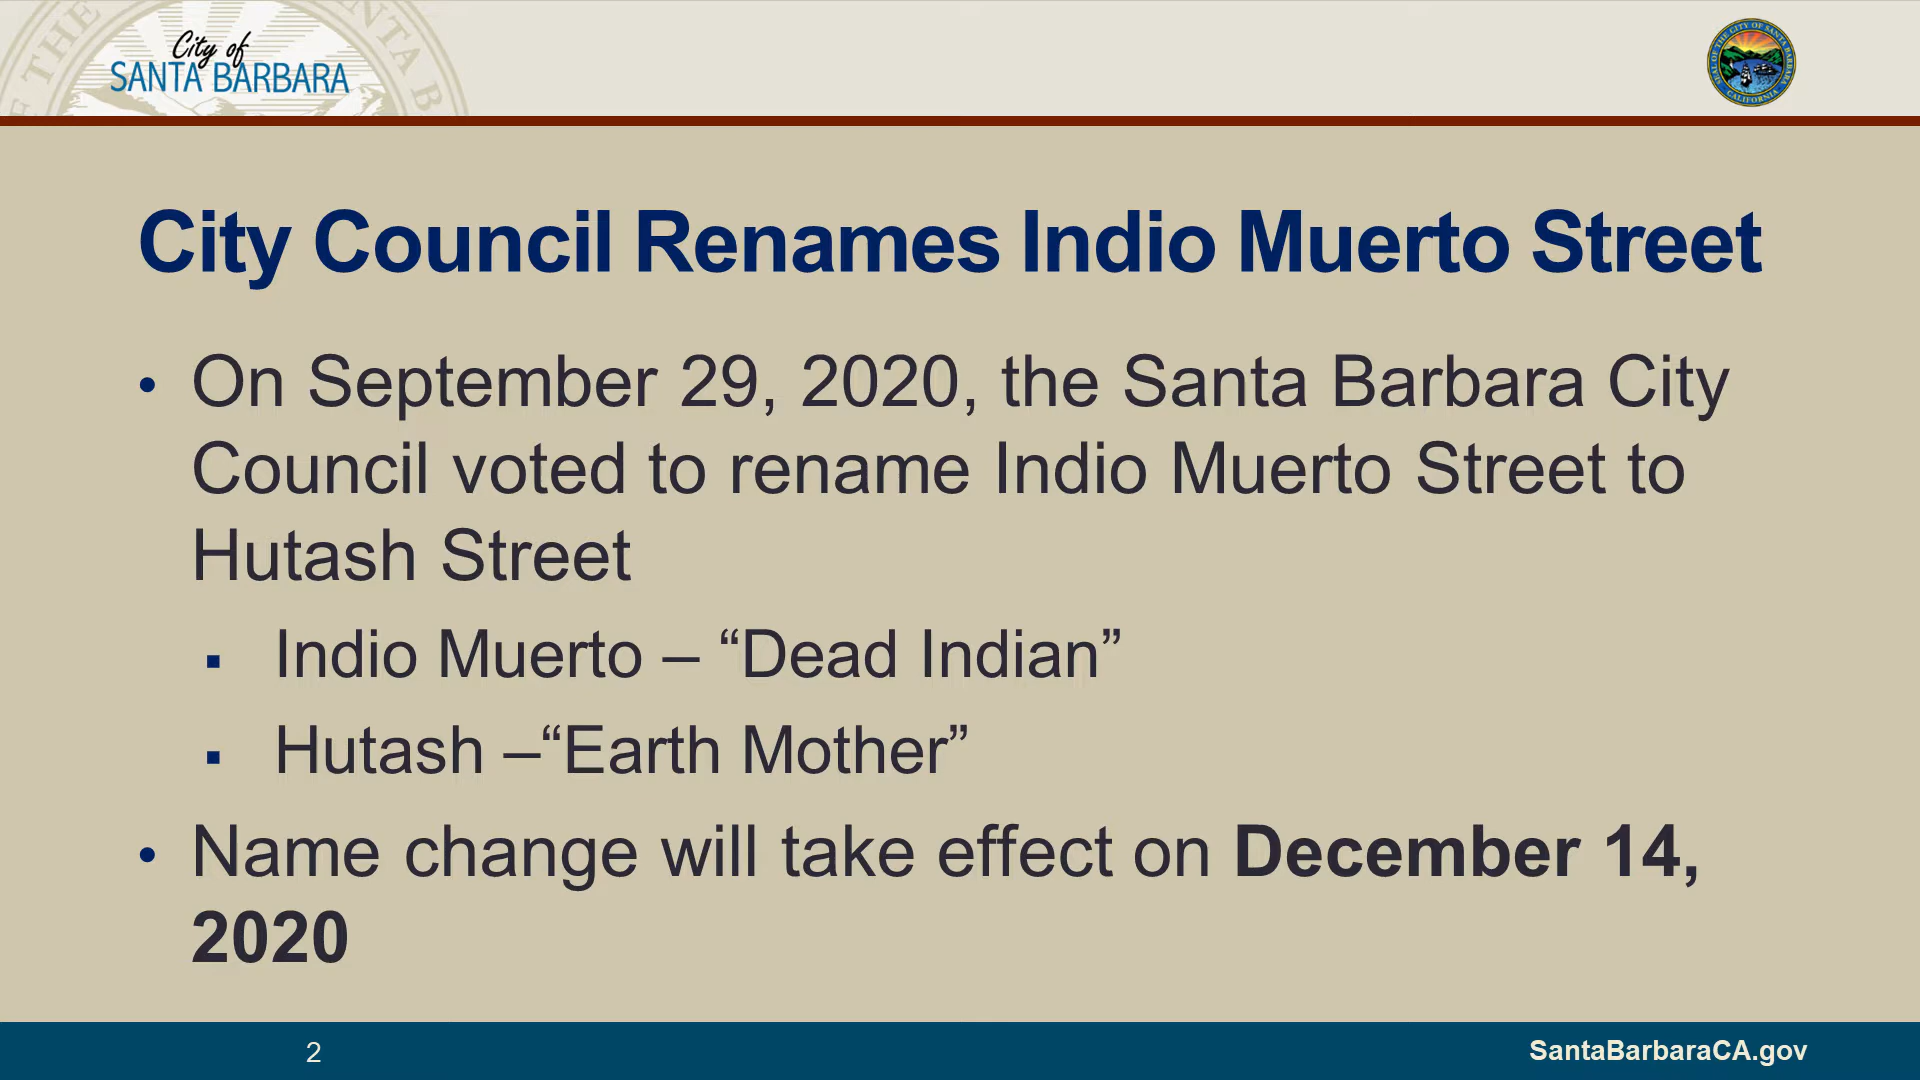 City of
SANTA BARBARA
City Council Renames Indio Muerto Street
• On September 29, 2020, the Santa Barbara City
Council voted to rename Indio Muerto Street to
Hutash Street
▪ Indio Muerto – “Dead Indian”
▪ Hutash –“Earth Mother”
• Name change will take effect on December 14,
2020
2
SantaBarbaraCA.gov